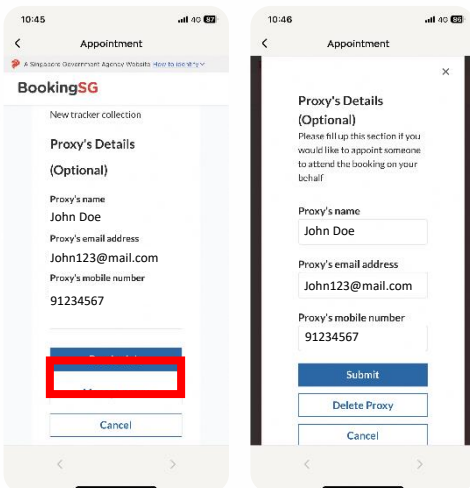 10:45
4G 87
Appointment
A Singapore Government Agency Website How to identify
BookingSG
New tracker collection
Proxy's Details
(Optional)
Proxy's name
John Doe
Proxy's email address
John123@mail.com
Proxy's mobile number
91234567
Cancel
10:46
4G 86
Appointment
Proxy's Details
(Optional)
Please fill up this section if you
would like to appoint someone
to attend the booking on your
behalf
Proxy's name
John Doe
Proxy's email address
John123@mail.com
Proxy's mobile number
91234567
Submit
Delete Proxy
Cancel